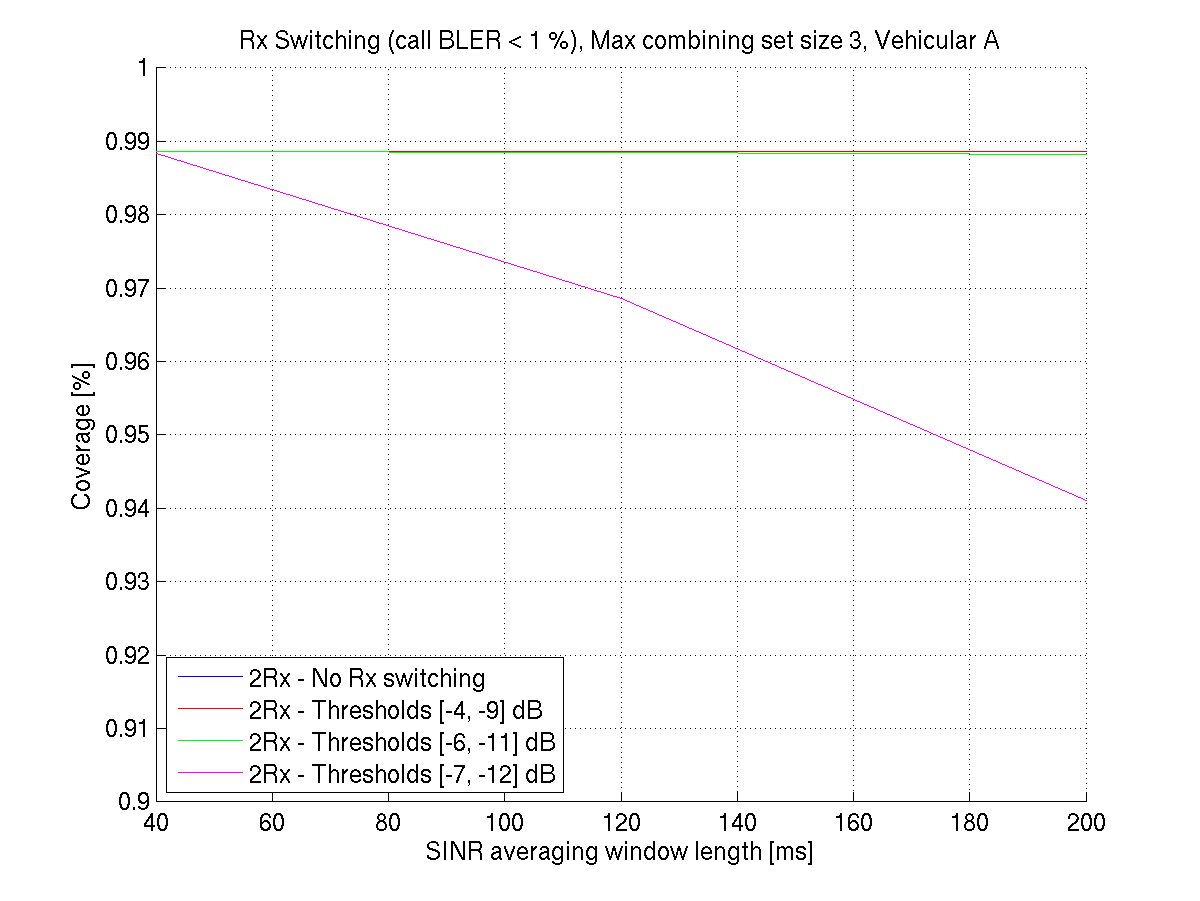 Rx Switching (call BLER < 1 %), Max combining set size 3, Vehicular A
1
0.99
0.98
0.97
0.96
0.95
0.94
0.93
0.92
0.91
0.9
Coverage [%]
2Rx - No Rx switching
2Rx - Thresholds [-4, -9] dB
2Rx - Thresholds [-6, -11] dB
2Rx - Thresholds [-7, -12] dB
40 60 80 100 120 140 160 180 200
SINR averaging window length [ms]